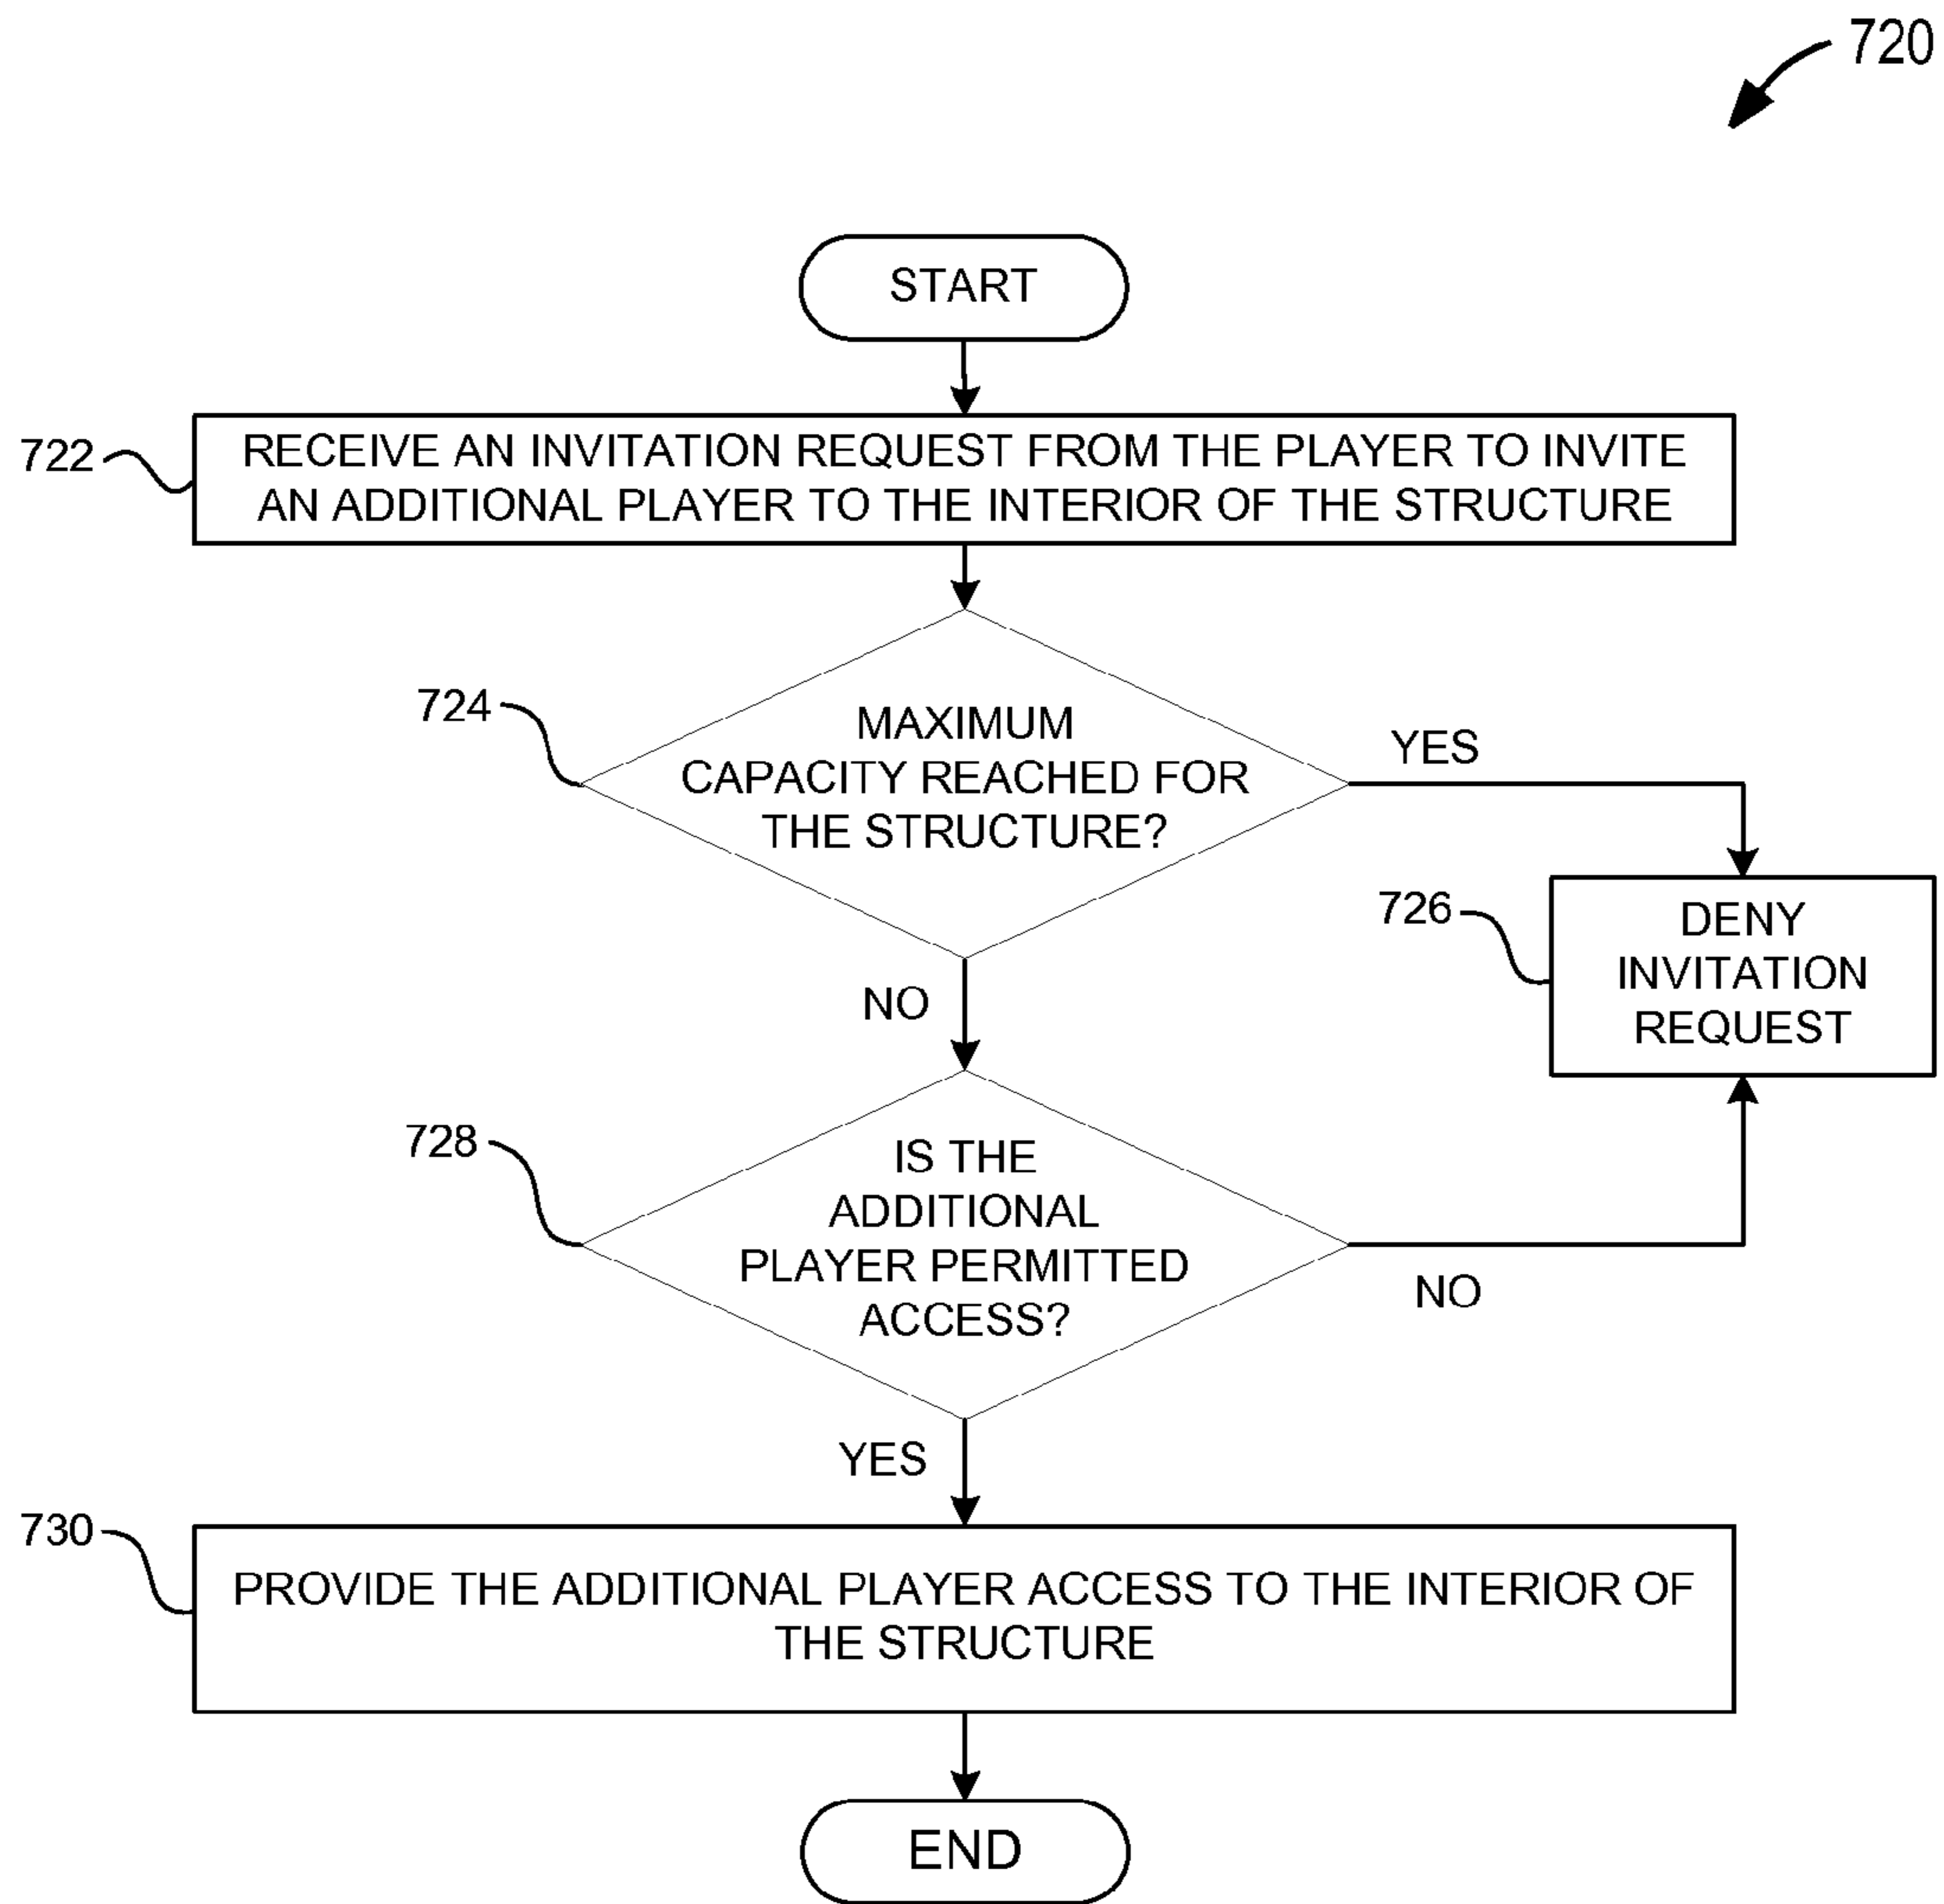 720
START
722
RECEIVE AN INVITATION REQUEST FROM THE PLAYER TO INVITE
AN ADDITIONAL PLAYER TO THE INTERIOR OF THE STRUCTURE
724
MAXIMUM
CAPACITY REACHED FOR
THE STRUCTURE?
YES
726
DENY
INVITATION
REQUEST
NO
728
IS THE
ADDITIONAL
PLAYER PERMITTED
ACCESS?
NO
YES
730
PROVIDE THE ADDITIONAL PLAYER ACCESS TO THE INTERIOR OF
THE STRUCTURE
END